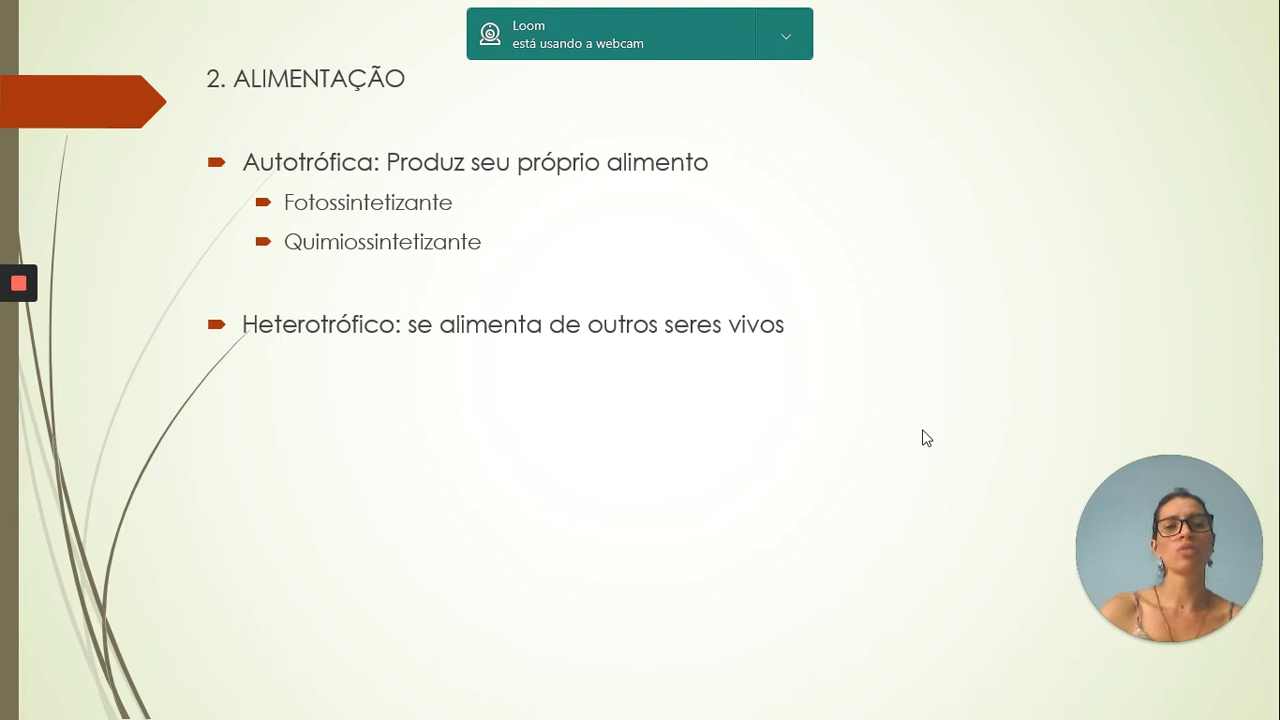 Loom
está usando a webcam
2. ALIMENTAÇÃO
Autotrófica: Produz seu próprio alimento
Fotossintetizante
Quimiossintetizante
Heterotrófico: se alimenta de outros seres vivos